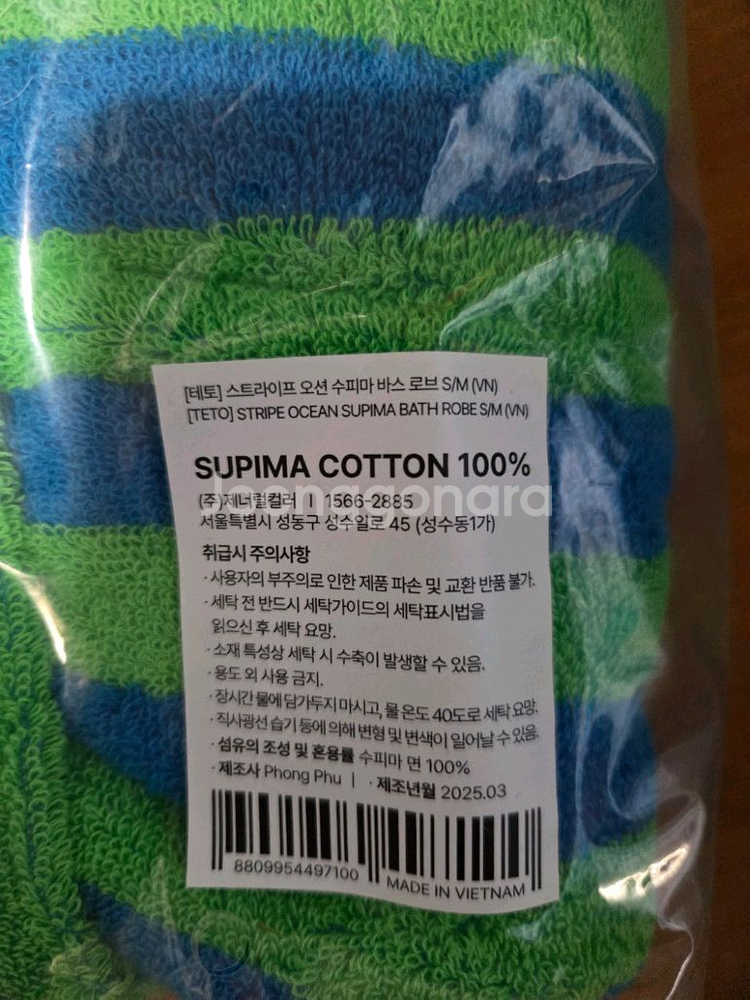 [테토] 스트라이프 오션 수피마 바스 로브 S/M (VN)
[TETO] STRIPE OCEAN SUPIMA BATH ROBE S/M (VN)
SUPIMA COTTON 100%
Joonggonara
(주)제너럴컬러 | 1566-2885
서울특별시 성동구 성수일로 45 (성수동1가)
취급시 주의사항
· 사용자의 부주의로 인한 제품 파손 및 교환 반품 불가.
· 세탁 전 반드시 세탁가이드의 세탁표시법을
읽으신 후 세탁 요망.
· 소재 특성상 세탁 시 수축이 발생할 수 있음.
· 용도 외 사용 금지.
· 장시간 물에 담가두지 마시고, 물 온도 40도로 세탁 요망.
· 직사광선 습기 등에 의해 변형 및 변색이 일어날 수 있음.
· 섬유의 조성 및 혼용률 수피마 면 100%
· 제조사 Phong Phu | · 제조년월 2025.03
8809954497100
MADE IN VIETNAM